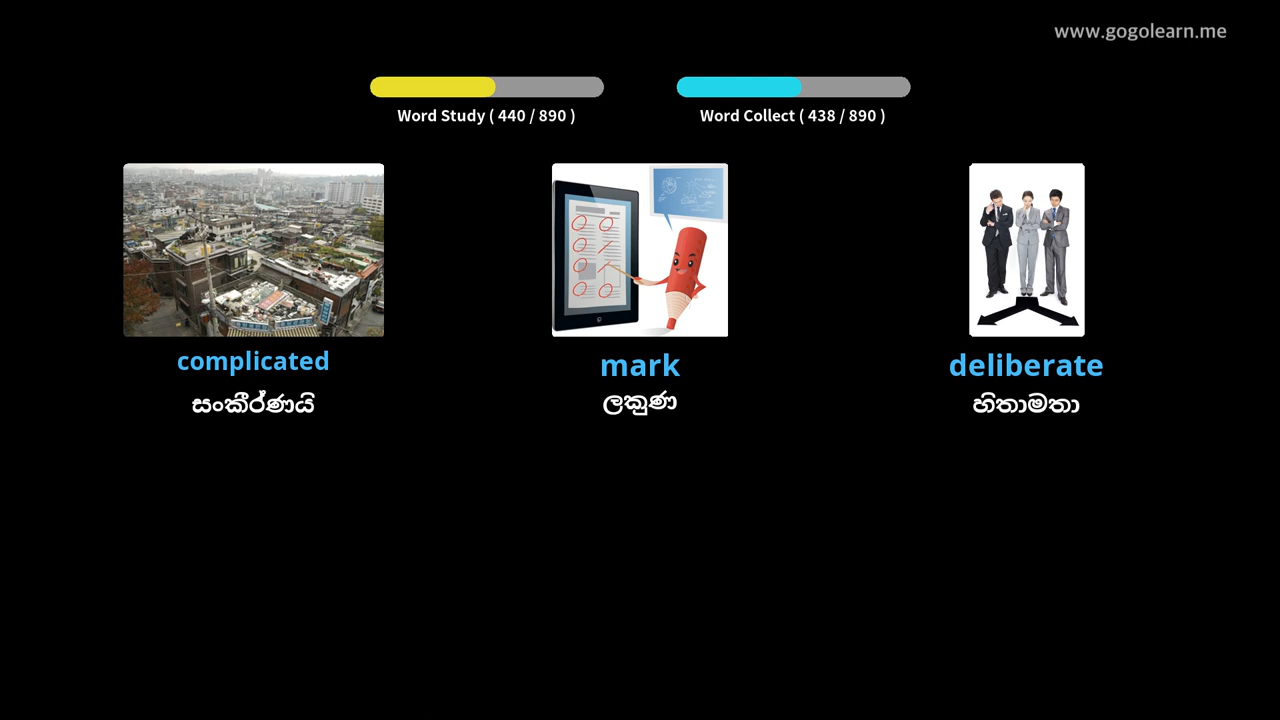 www.gogolearn.me
Word Study ( 440 / 890 )
Word Collect ( 438 / 890 )
complicated
mark
deliberate
සංකීර්ණයි
ලකුණ
හිතාමතා